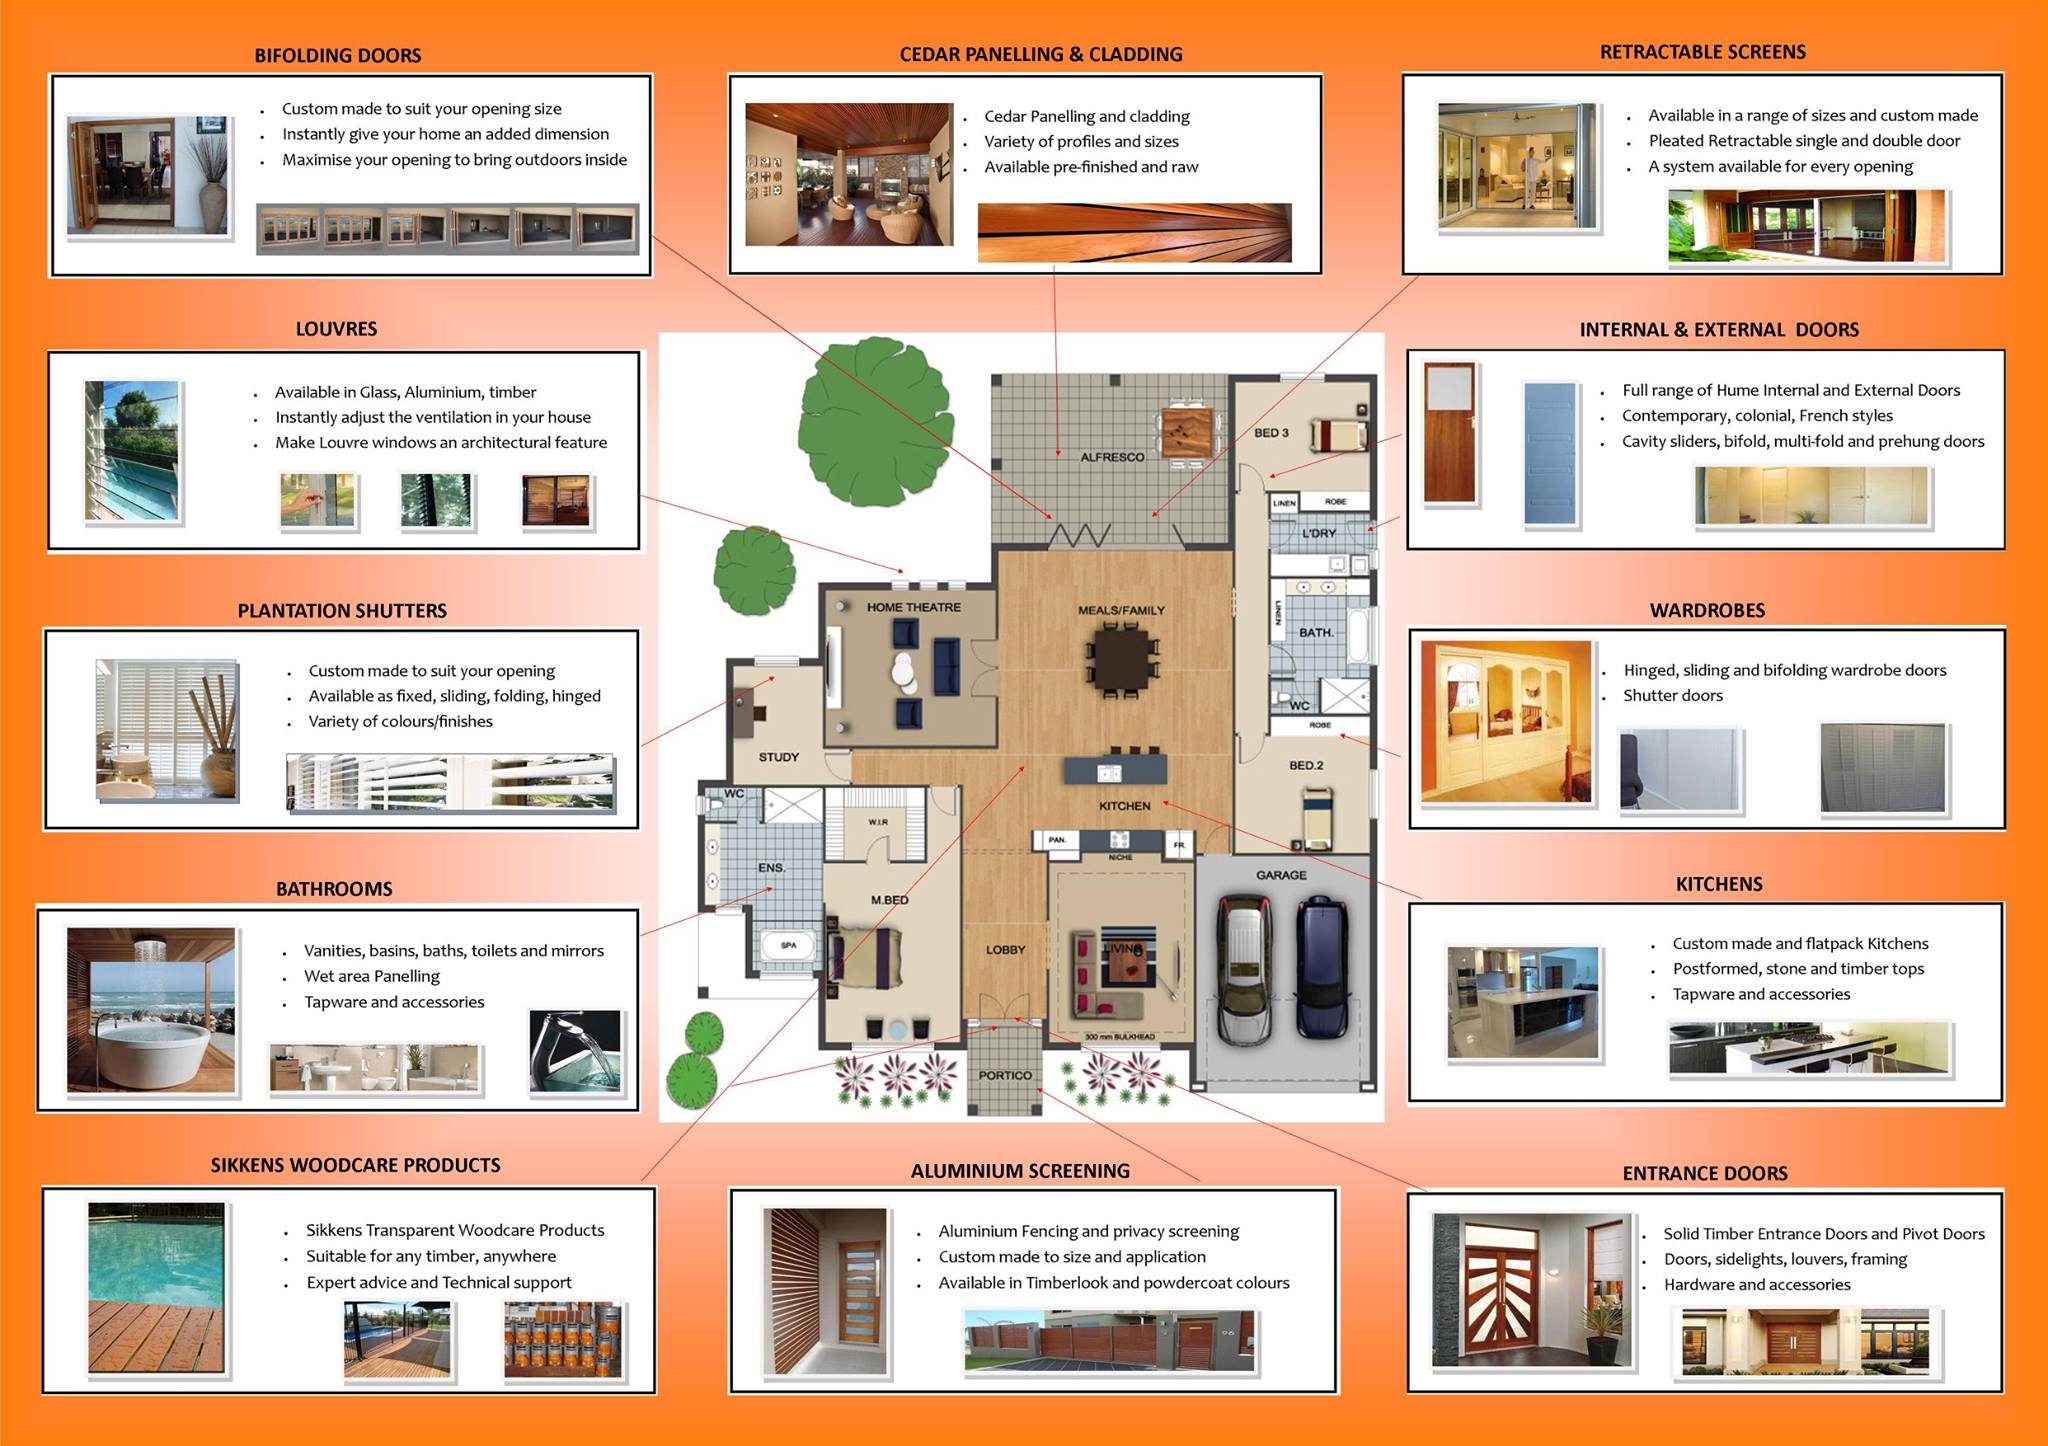 BIFOLDING DOORS
Custom made to suit your opening size
Instantly give your home an added dimension
Maximise your opening to bring outdoors inside
CEDAR PANELLING & CLADDING
Cedar Panelling and cladding
Variety of profiles and sizes
Available pre-finished and raw
RETRACTABLE SCREENS
Available in a range of sizes and custom made
Pleated Retractable single and double door
A system available for every opening
LOUVRES
Available in Glass, Aluminium, timber
Instantly adjust the ventilation in your house
Make Louvre windows an architectural feature
INTERNAL & EXTERNAL DOORS
Full range of Hume Internal and External Doors
Contemporary, colonial, French styles
Cavity sliders, bifold, multi-fold and prehung doors
PLANTATION SHUTTERS
Custom made to suit your opening
Available as fixed, sliding, folding, hinged
Variety of colours/finishes
WARDROBES
Hinged, sliding and bifolding wardrobe doors
Shutter doors
BATHROOMS
Vanities, basins, baths, toilets and mirrors
Wet area Panelling
Tapware and accessories
KITCHENS
Custom made and flatpack Kitchens
Postformed, stone and timber tops
Tapware and accessories
SIKKENS WOODCARE PRODUCTS
Sikkens Transparent Woodcare Products
Suitable for any timber, anywhere
Expert advice and Technical support
ALUMINIUM SCREENING
Aluminium Fencing and privacy screening
Custom made to size and application
Available in Timberlook and powdercoat colours
96
ENTRANCE DOORS
Solid Timber Entrance Doors and Pivot Doors
Doors, sidelights, louvers, framing
Hardware and accessories
BED 3
ALFRESCO
LINEN
ROBE
L'DRY
HOME THEATRE
MEALS/FAMILY
LINEN
BATH.
WC
ROBE
STUDY
BED.2
WC
KITCHEN
W.I.R
PAN.
FR.
NICHE
ENS.
GARAGE
M.BED
SPA
LOBBY
LIVING
300 mm BULKHEAD
PORTICO